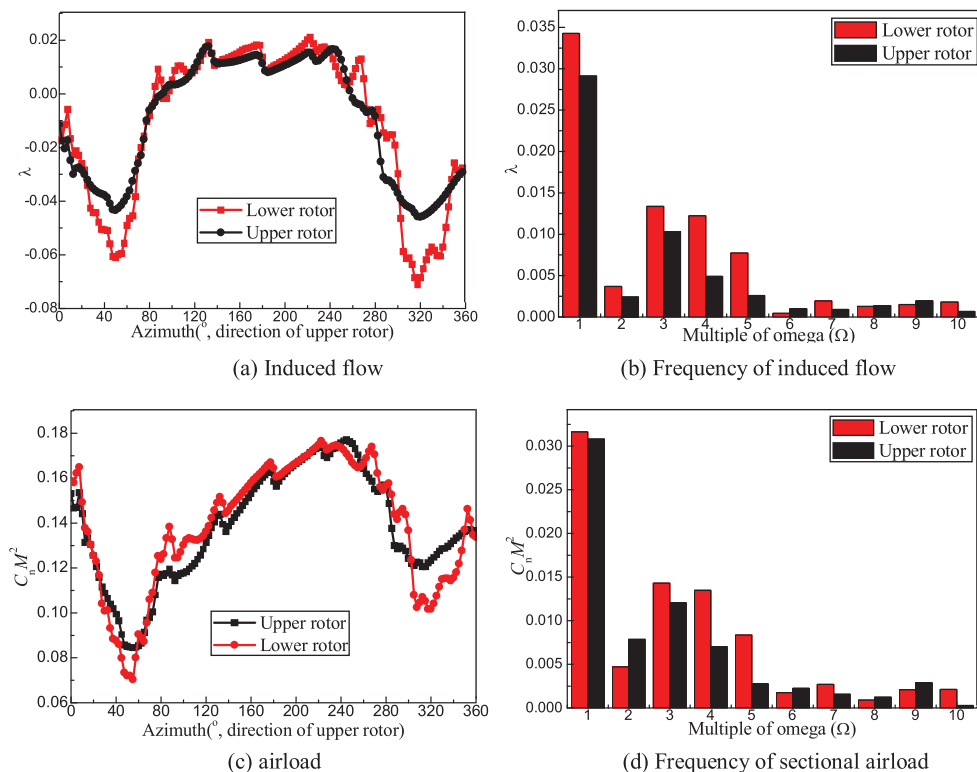 0.02
0.00
-0.02
-0.04
-0.06
-0.08
λ
Lower rotor
Upper rotor
0 40 80 120 160 200 240 280 320 360
Azimuth(°, direction of upper rotor)
(a) Induced flow
0.035
0.030
0.025
0.020
0.015
0.010
0.005
0.000
λ
Lower rotor
Upper rotor
1 2 3 4 5 6 7 8 9 10
Multiple of omega (Ω)
(b) Frequency of induced flow
0.18
0.16
0.14
0.12
0.10
0.08
0.06
CnM²
Upper rotor
Lower rotor
0 40 80 120 160 200 240 280 320 360
Azimuth(°, direction of upper rotor)
(c) airload
0.030
0.025
0.020
0.015
0.010
0.005
0.000
CnM²
Lower rotor
Upper rotor
1 2 3 4 5 6 7 8 9 10
Multiple of omega (Ω)
(d) Frequency of sectional airload